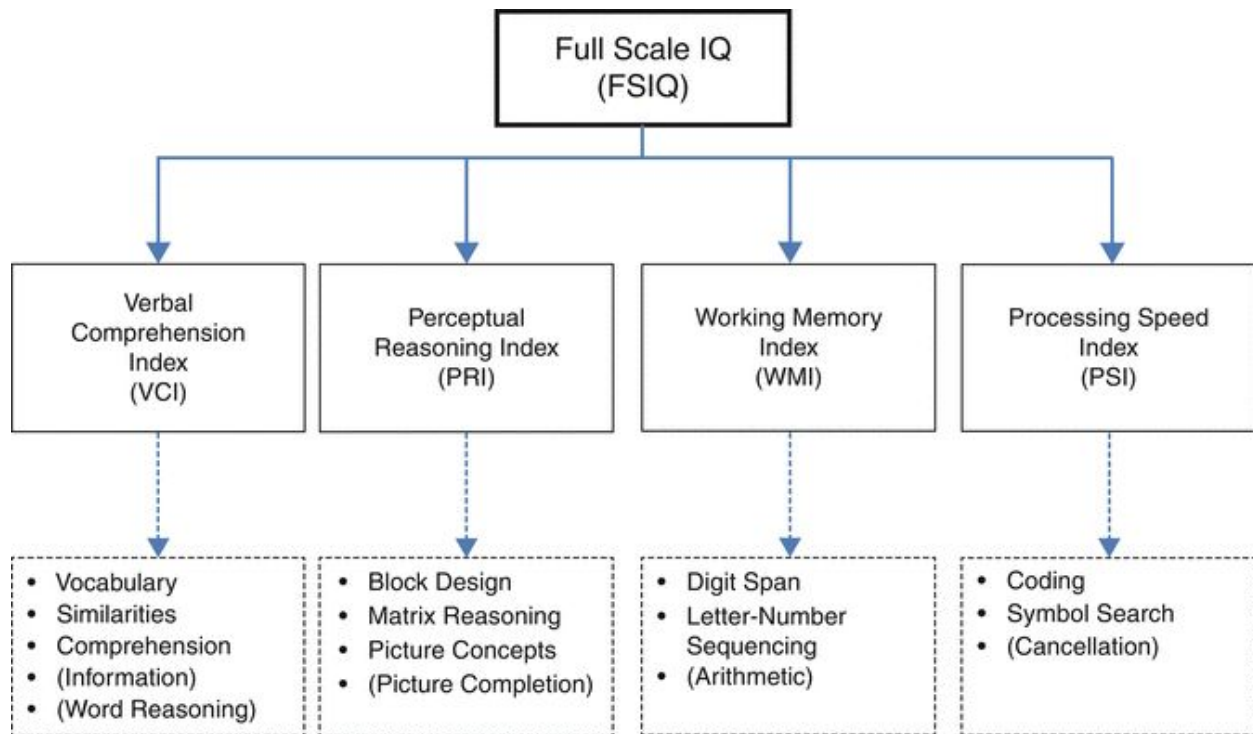 Full Scale IQ
(FSIQ)
Verbal
Comprehension
Index
(VCI)
Perceptual
Reasoning Index
(PRI)
Working Memory
Index
(WMI)
Processing Speed
Index
(PSI)
• Vocabulary
• Similarities
• Comprehension
• (Information)
• (Word Reasoning)
• Block Design
• Matrix Reasoning
• Picture Concepts
• (Picture Completion)
• Digit Span
• Letter-Number
Sequencing
• (Arithmetic)
• Coding
• Symbol Search
• (Cancellation)